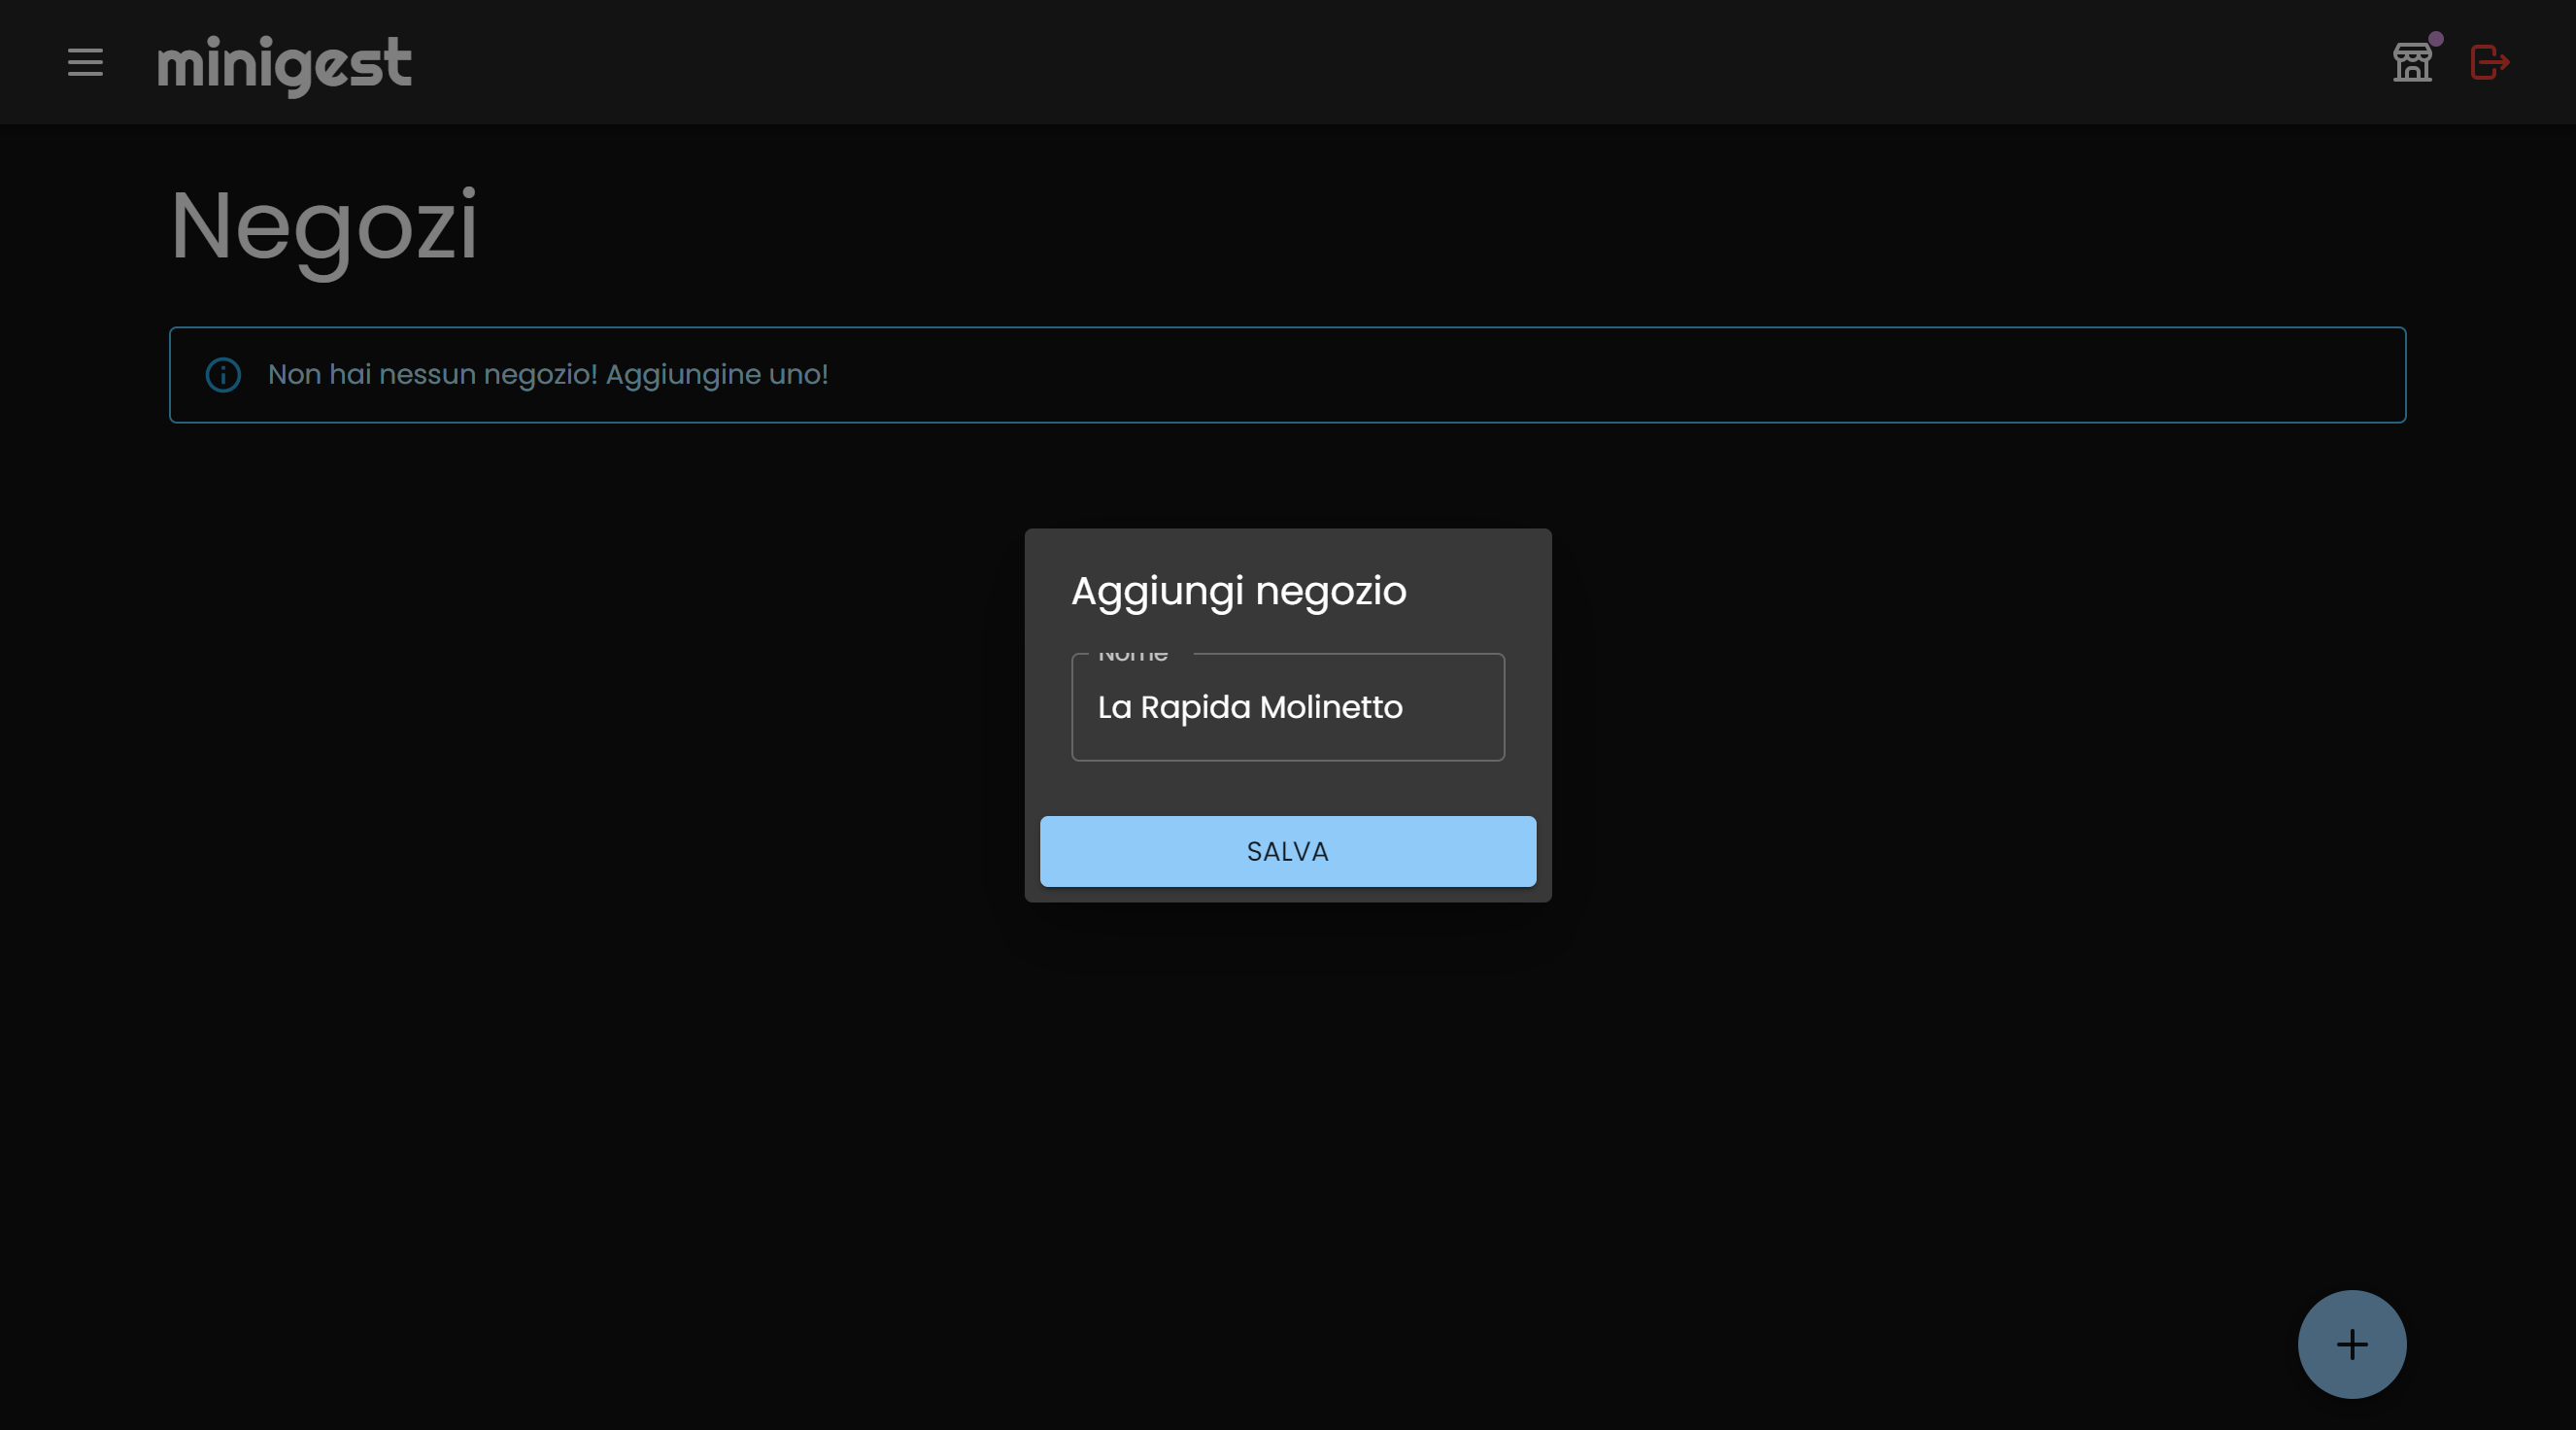 minigest
Negozi
Non hai nessun negozio! Aggiungine uno!
Aggiungi negozio
Nome
La Rapida Molinetto
SALVA